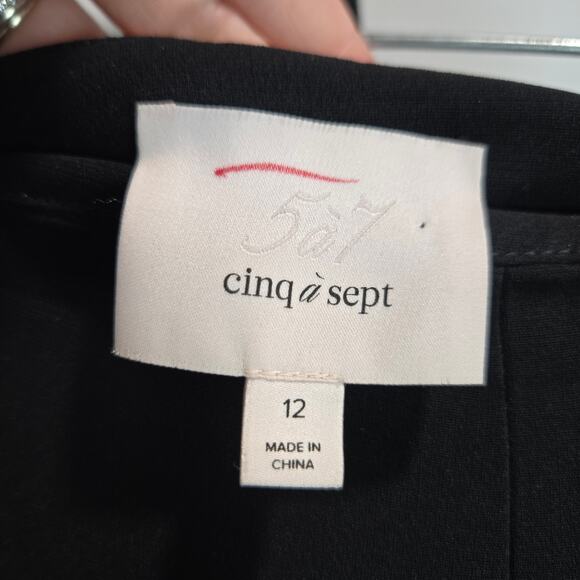 5à7
cinq à sept
12
MADE IN
CHINA